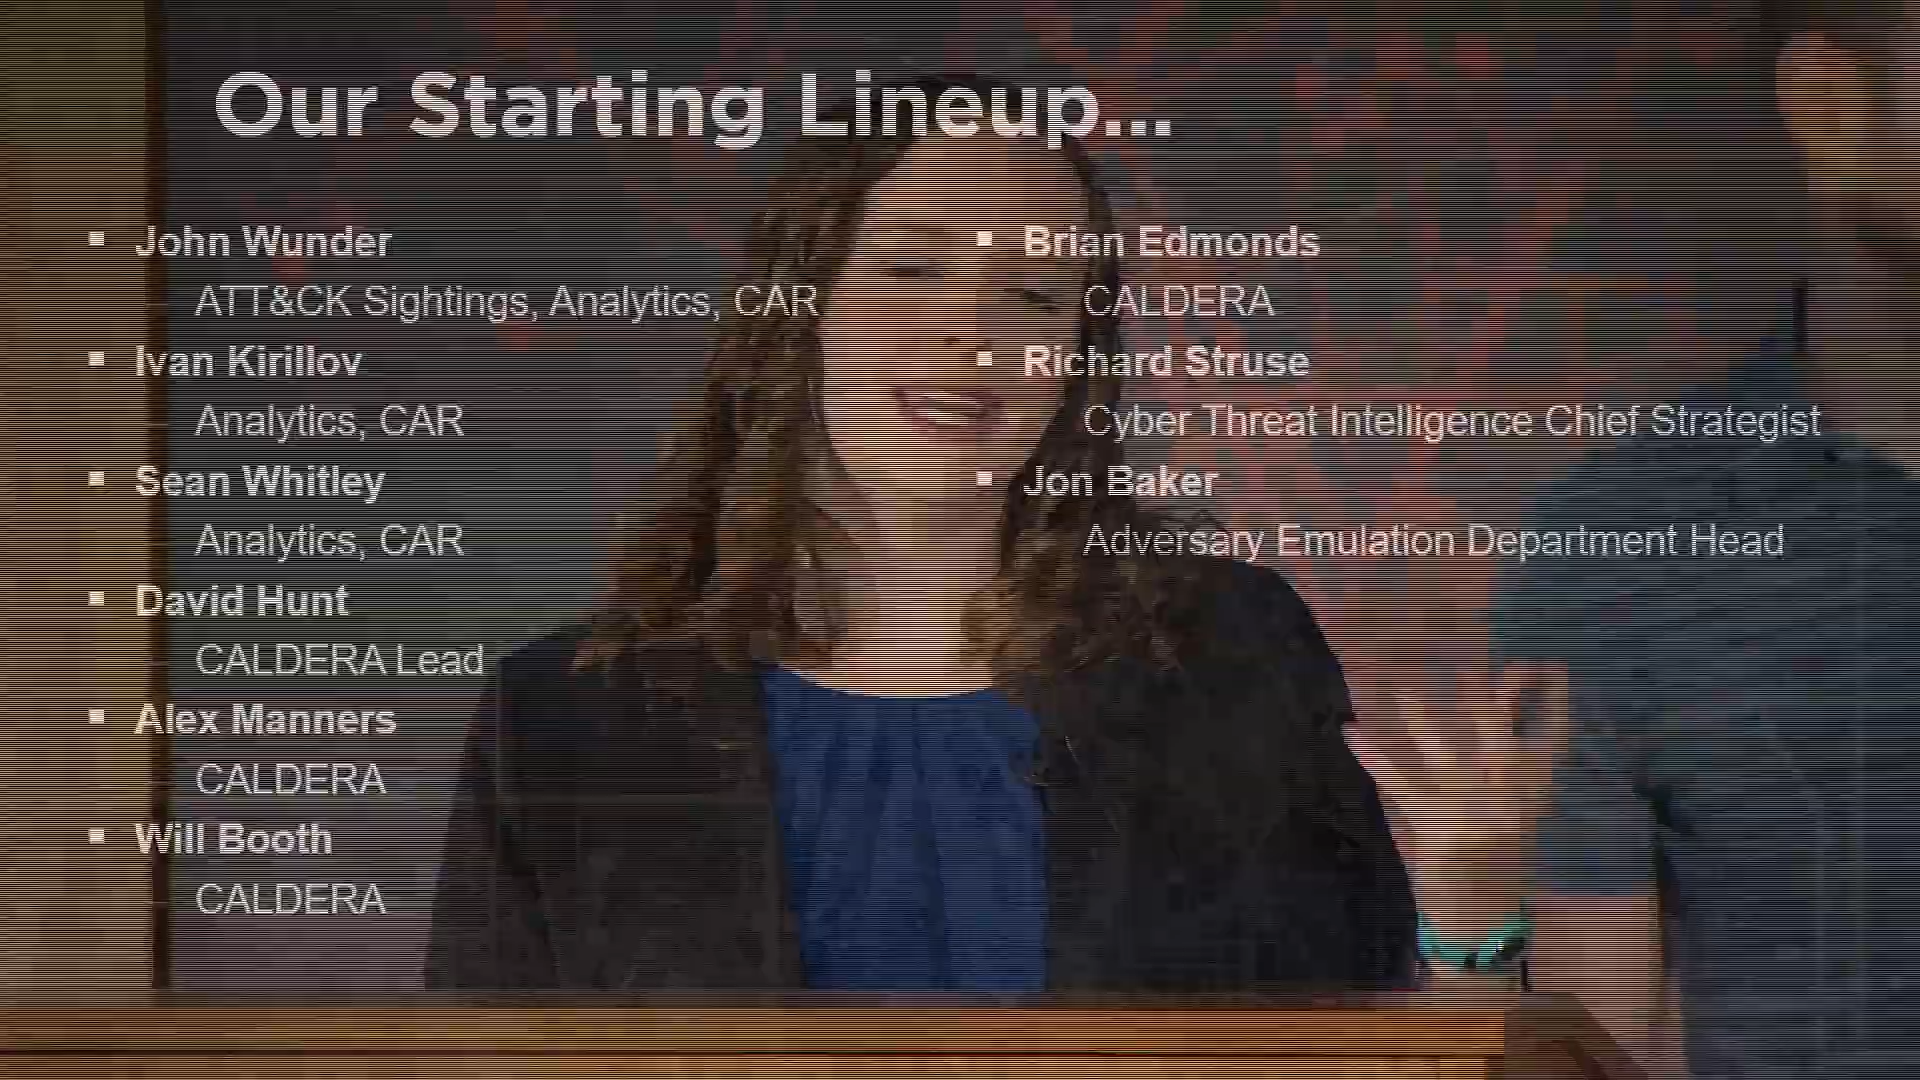 Our Starting Lineup...
John Wunder
ATT&CK Sightings, Analytics, CAR
Ivan Kirillov
Analytics, CAR
Sean Whitley
Analytics, CAR
David Hunt
CALDERA Lead
Alex Manners
CALDERA
Will Booth
CALDERA
Brian Edmonds
CALDERA
Richard Struse
Cyber Threat Intelligence Chief Strategist
Jon Baker
Adversary Emulation Department Head